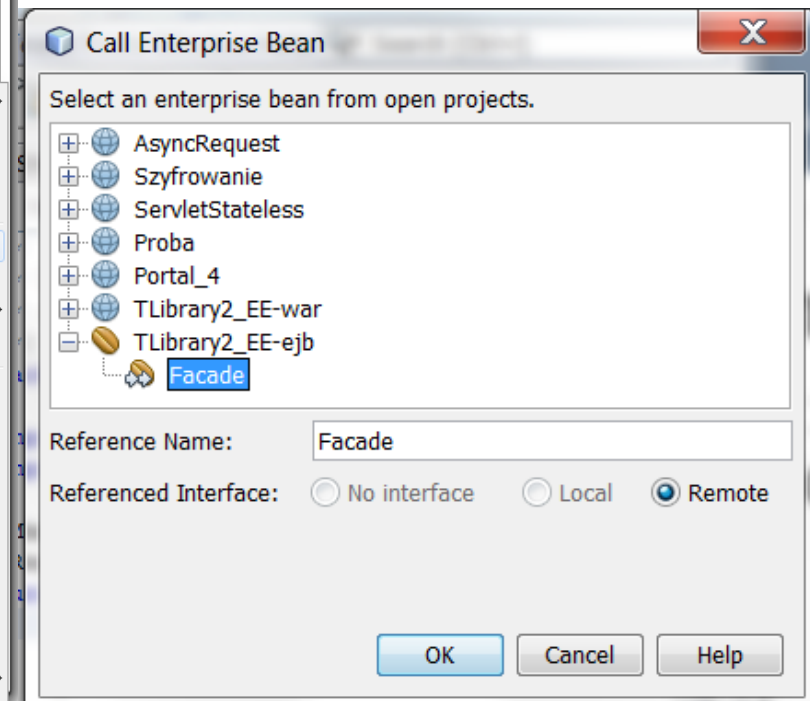 Call Enterprise Bean
Select an enterprise bean from open projects.
AsyncRequest
Szyfrowanie
ServletStateless
Proba
Portal_4
TLibrary2_EE-war
TLibrary2_EE-ejb
Facade
Reference Name: Facade
Referenced Interface: No interface Local Remote
OK Cancel Help